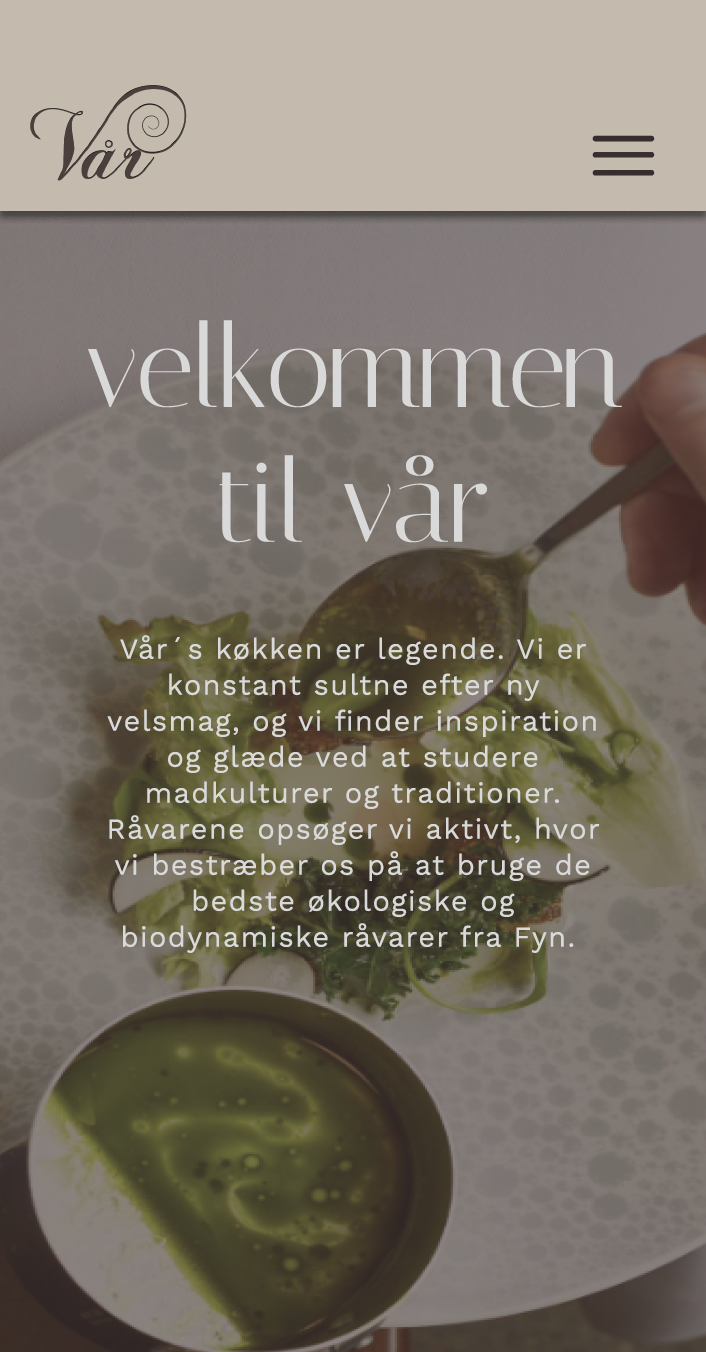 Vår
velkommen
til vår
Vår´s køkken er legende. Vi er
konstant sultne efter ny
velsmag, og vi finder inspiration
og glæde ved at studere
madkulturer og traditioner.
Råvarene opsøger vi aktivt, hvor
vi bestræber os på at bruge de
bedste økologiske og
biodynamiske råvarer fra Fyn.